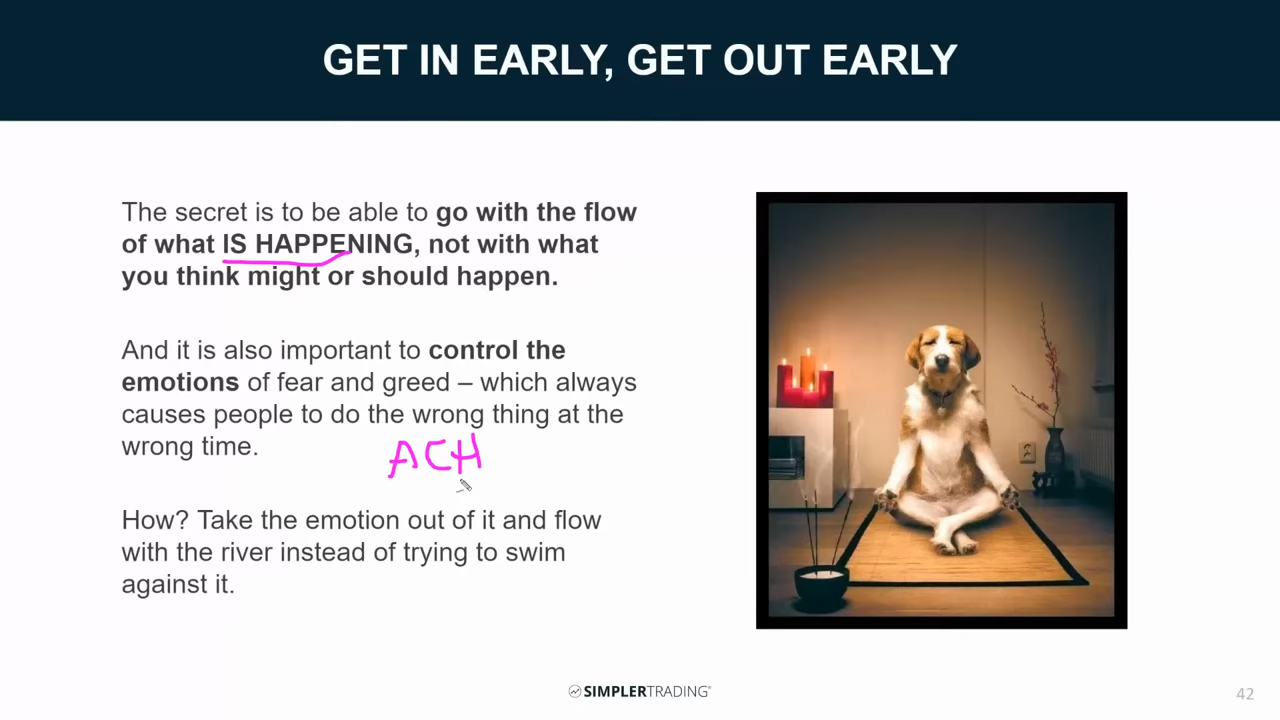 GET IN EARLY, GET OUT EARLY
The secret is to be able to go with the flow
of what IS HAPPENING, not with what
you think might or should happen.
And it is also important to control the
emotions of fear and greed – which always
causes people to do the wrong thing at the
wrong time.
ACH
How? Take the emotion out of it and flow
with the river instead of trying to swim
against it.
SIMPLERTRADING
42